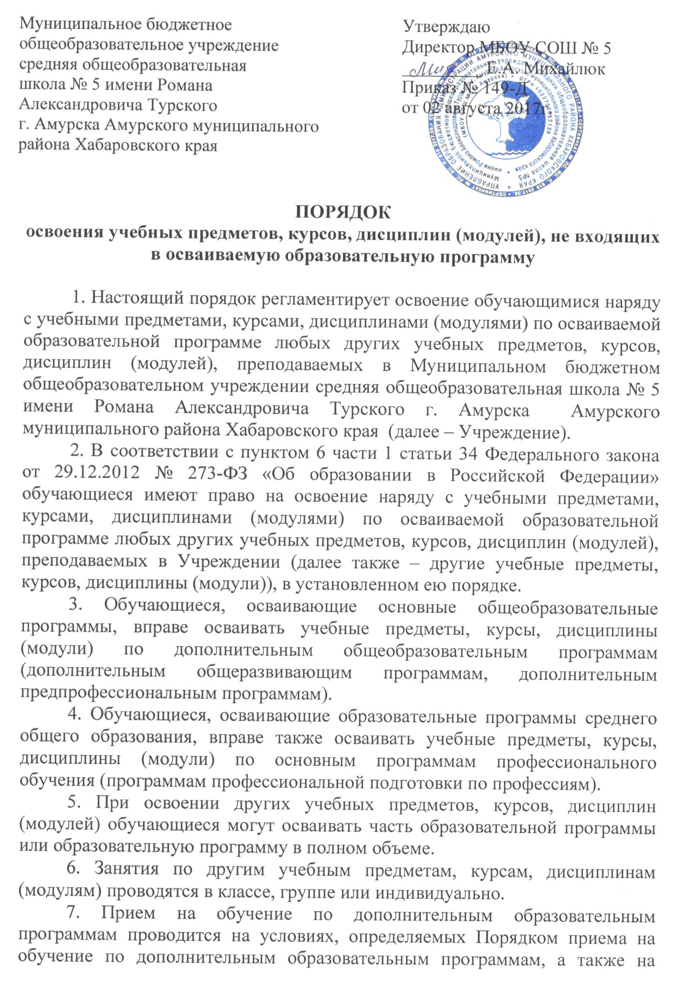 Муниципальное бюджетное
общеобразовательное учреждение
средняя общеобразовательная
школа № 5 имени Романа
Александровича Турского
г. Амурска Амурского муниципального
района Хабаровского края
Утверждаю
Директор МБОУ СОШ № 5
Е.А. Михайлюк
Приказ № 149-Д
от 02 августа 2017г.
УПРАВЛЕНИЕ ОБРАЗОВАНИЯ АДМИНИСТРАЦИИ АМУРСКОГО МУНИЦИПАЛЬНОГО РАЙОНА ХАБАРОВСКОГО КРАЯ
ПОРЯДОК
освоения учебных предметов, курсов, дисциплин (модулей), не входящих
в осваиваемую образовательную программу
1. Настоящий порядок регламентирует освоение обучающимися наряду
с учебными предметами, курсами, дисциплинами (модулями) по осваиваемой
образовательной программе любых других учебных предметов, курсов,
дисциплин (модулей), преподаваемых в Муниципальном бюджетном
общеобразовательном учреждении средняя общеобразовательная школа № 5
имени Романа Александровича Турского г. Амурска Амурского
муниципального района Хабаровского края (далее – Учреждение).
2. В соответствии с пунктом 6 части 1 статьи 34 Федерального закона
от 29.12.2012 № 273-ФЗ «Об образовании в Российской Федерации»
обучающиеся имеют право на освоение наряду с учебными предметами,
курсами, дисциплинами (модулями) по осваиваемой образовательной
программе любых других учебных предметов, курсов, дисциплин (модулей),
преподаваемых в Учреждении (далее также – другие учебные предметы,
курсов, дисциплины (модули)), в установленном ею порядке.
3. Обучающиеся, осваивающие основные общеобразовательные
программы, вправе осваивать учебные предметы, курсы, дисциплины
(модули) по дополнительным общеобразовательным программам
(дополнительным общеразвивающим программам, дополнительным
предпрофессиональным программам).
4. Обучающиеся, осваивающие образовательные программы среднего
общего образования, вправе также осваивать учебные предметы, курсы,
дисциплины (модули) по основным программам профессионального
обучения (программам профессиональной подготовки по профессиям).
5. При освоении других учебных предметов, курсов, дисциплин
(модулей) обучающиеся могут осваивать часть образовательной программы
или образовательную программу в полном объеме.
6. Занятия по другим учебным предметам, курсам, дисциплинам
(модулям) проводятся в классе, группе или индивидуально.
7. Прием на обучение по дополнительным образовательным
программам проводится на условиях, определяемых Порядком приема на
обучение по дополнительным образовательным программам, а также на